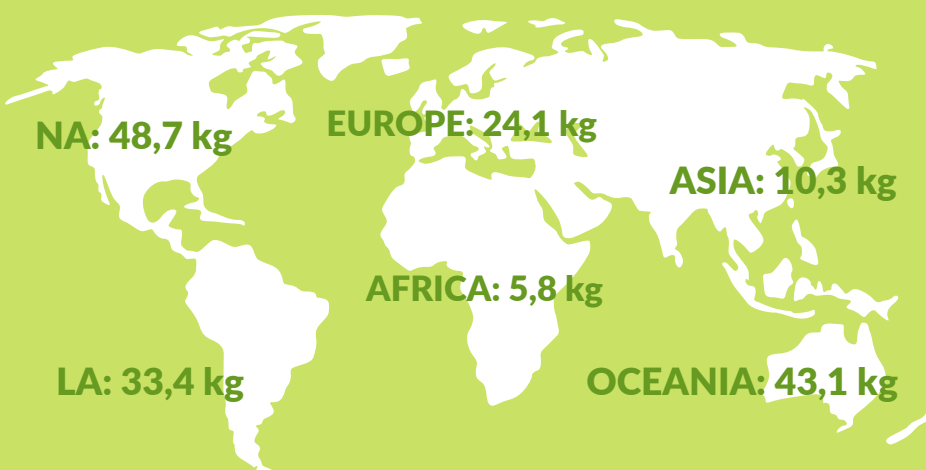 NA: 48,7 kg
EUROPE: 24,1 kg
ASIA: 10,3 kg
AFRICA: 5,8 kg
LA: 33,4 kg
OCEANIA: 43,1 kg